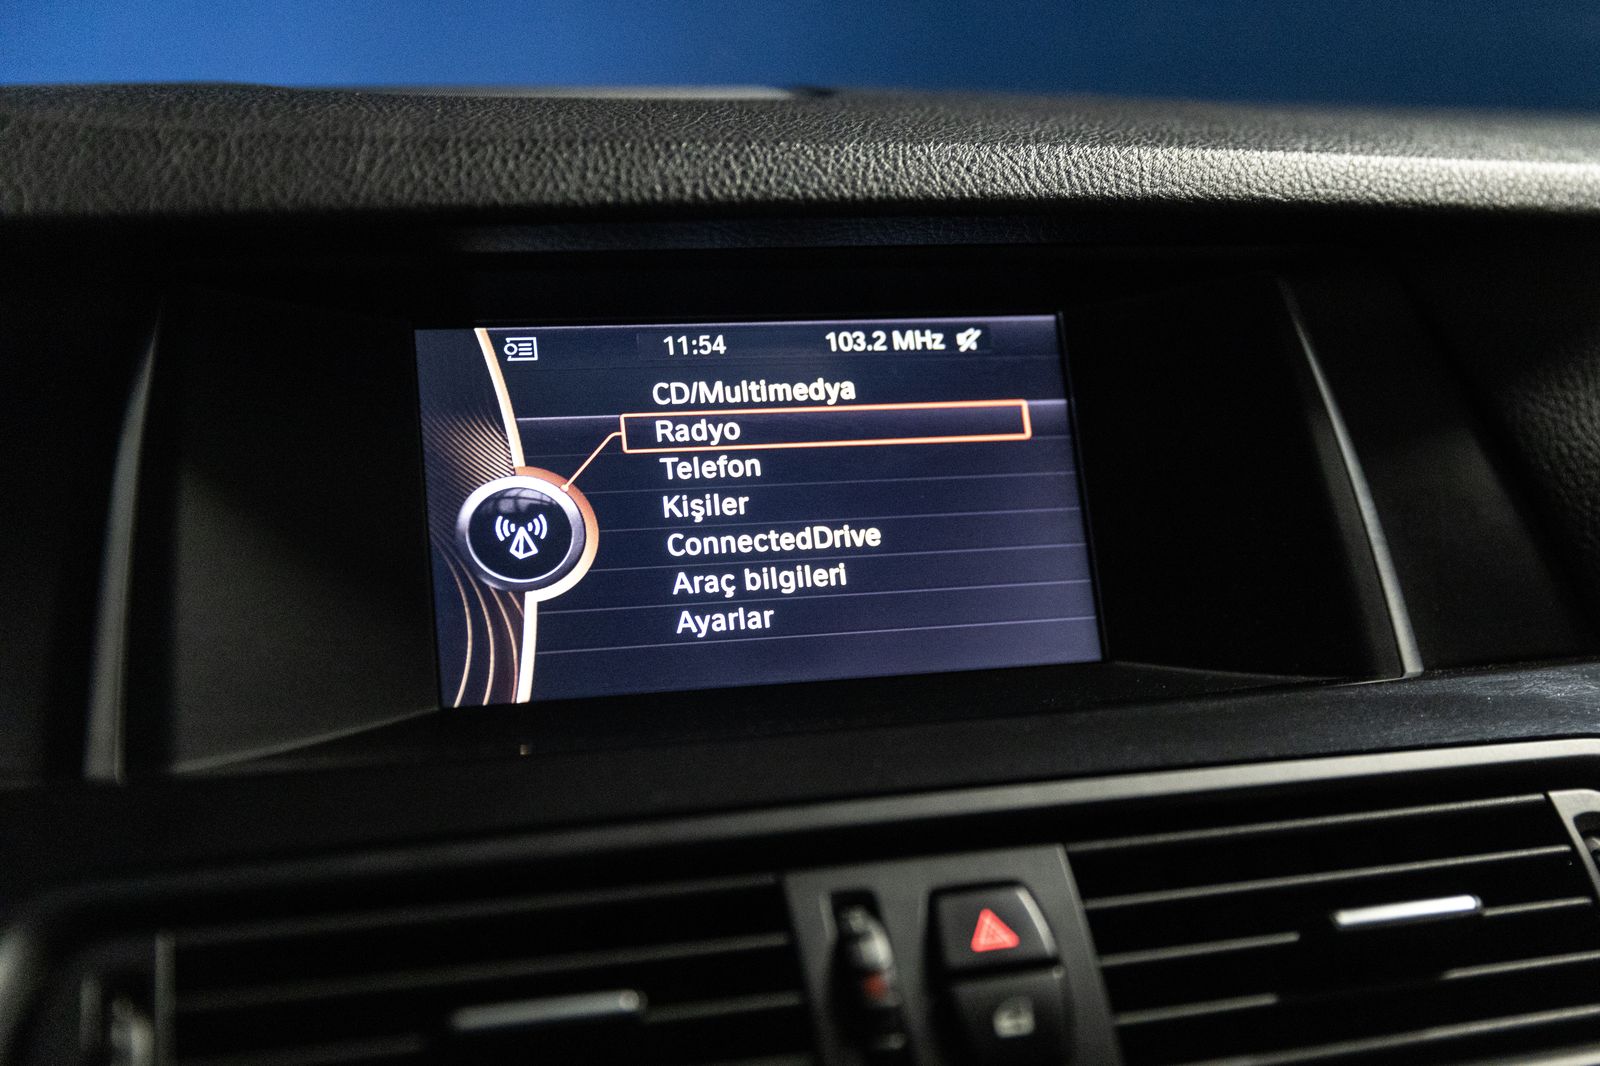 11:54 103.2 MHz
CD/Multimedya
Radyo
Telefon
Kişiler
ConnectedDrive
Araç bilgileri
Ayarlar